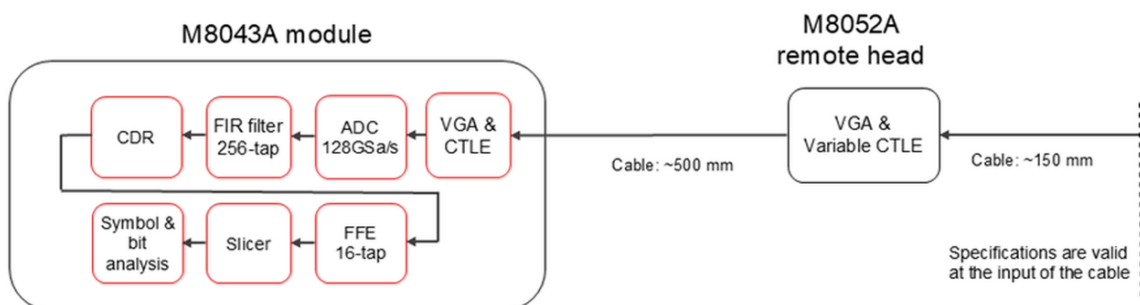 M8043A module
M8052A
remote head
CDR
FIR filter
256-tap
ADC
128GSa/s
VGA &
CTLE
VGA &
Variable CTLE
Cable: ~500 mm
Cable: ~150 mm
Symbol &
bit
analysis
Slicer
FFE
16-tap
Specifications are valid
at the input of the cable